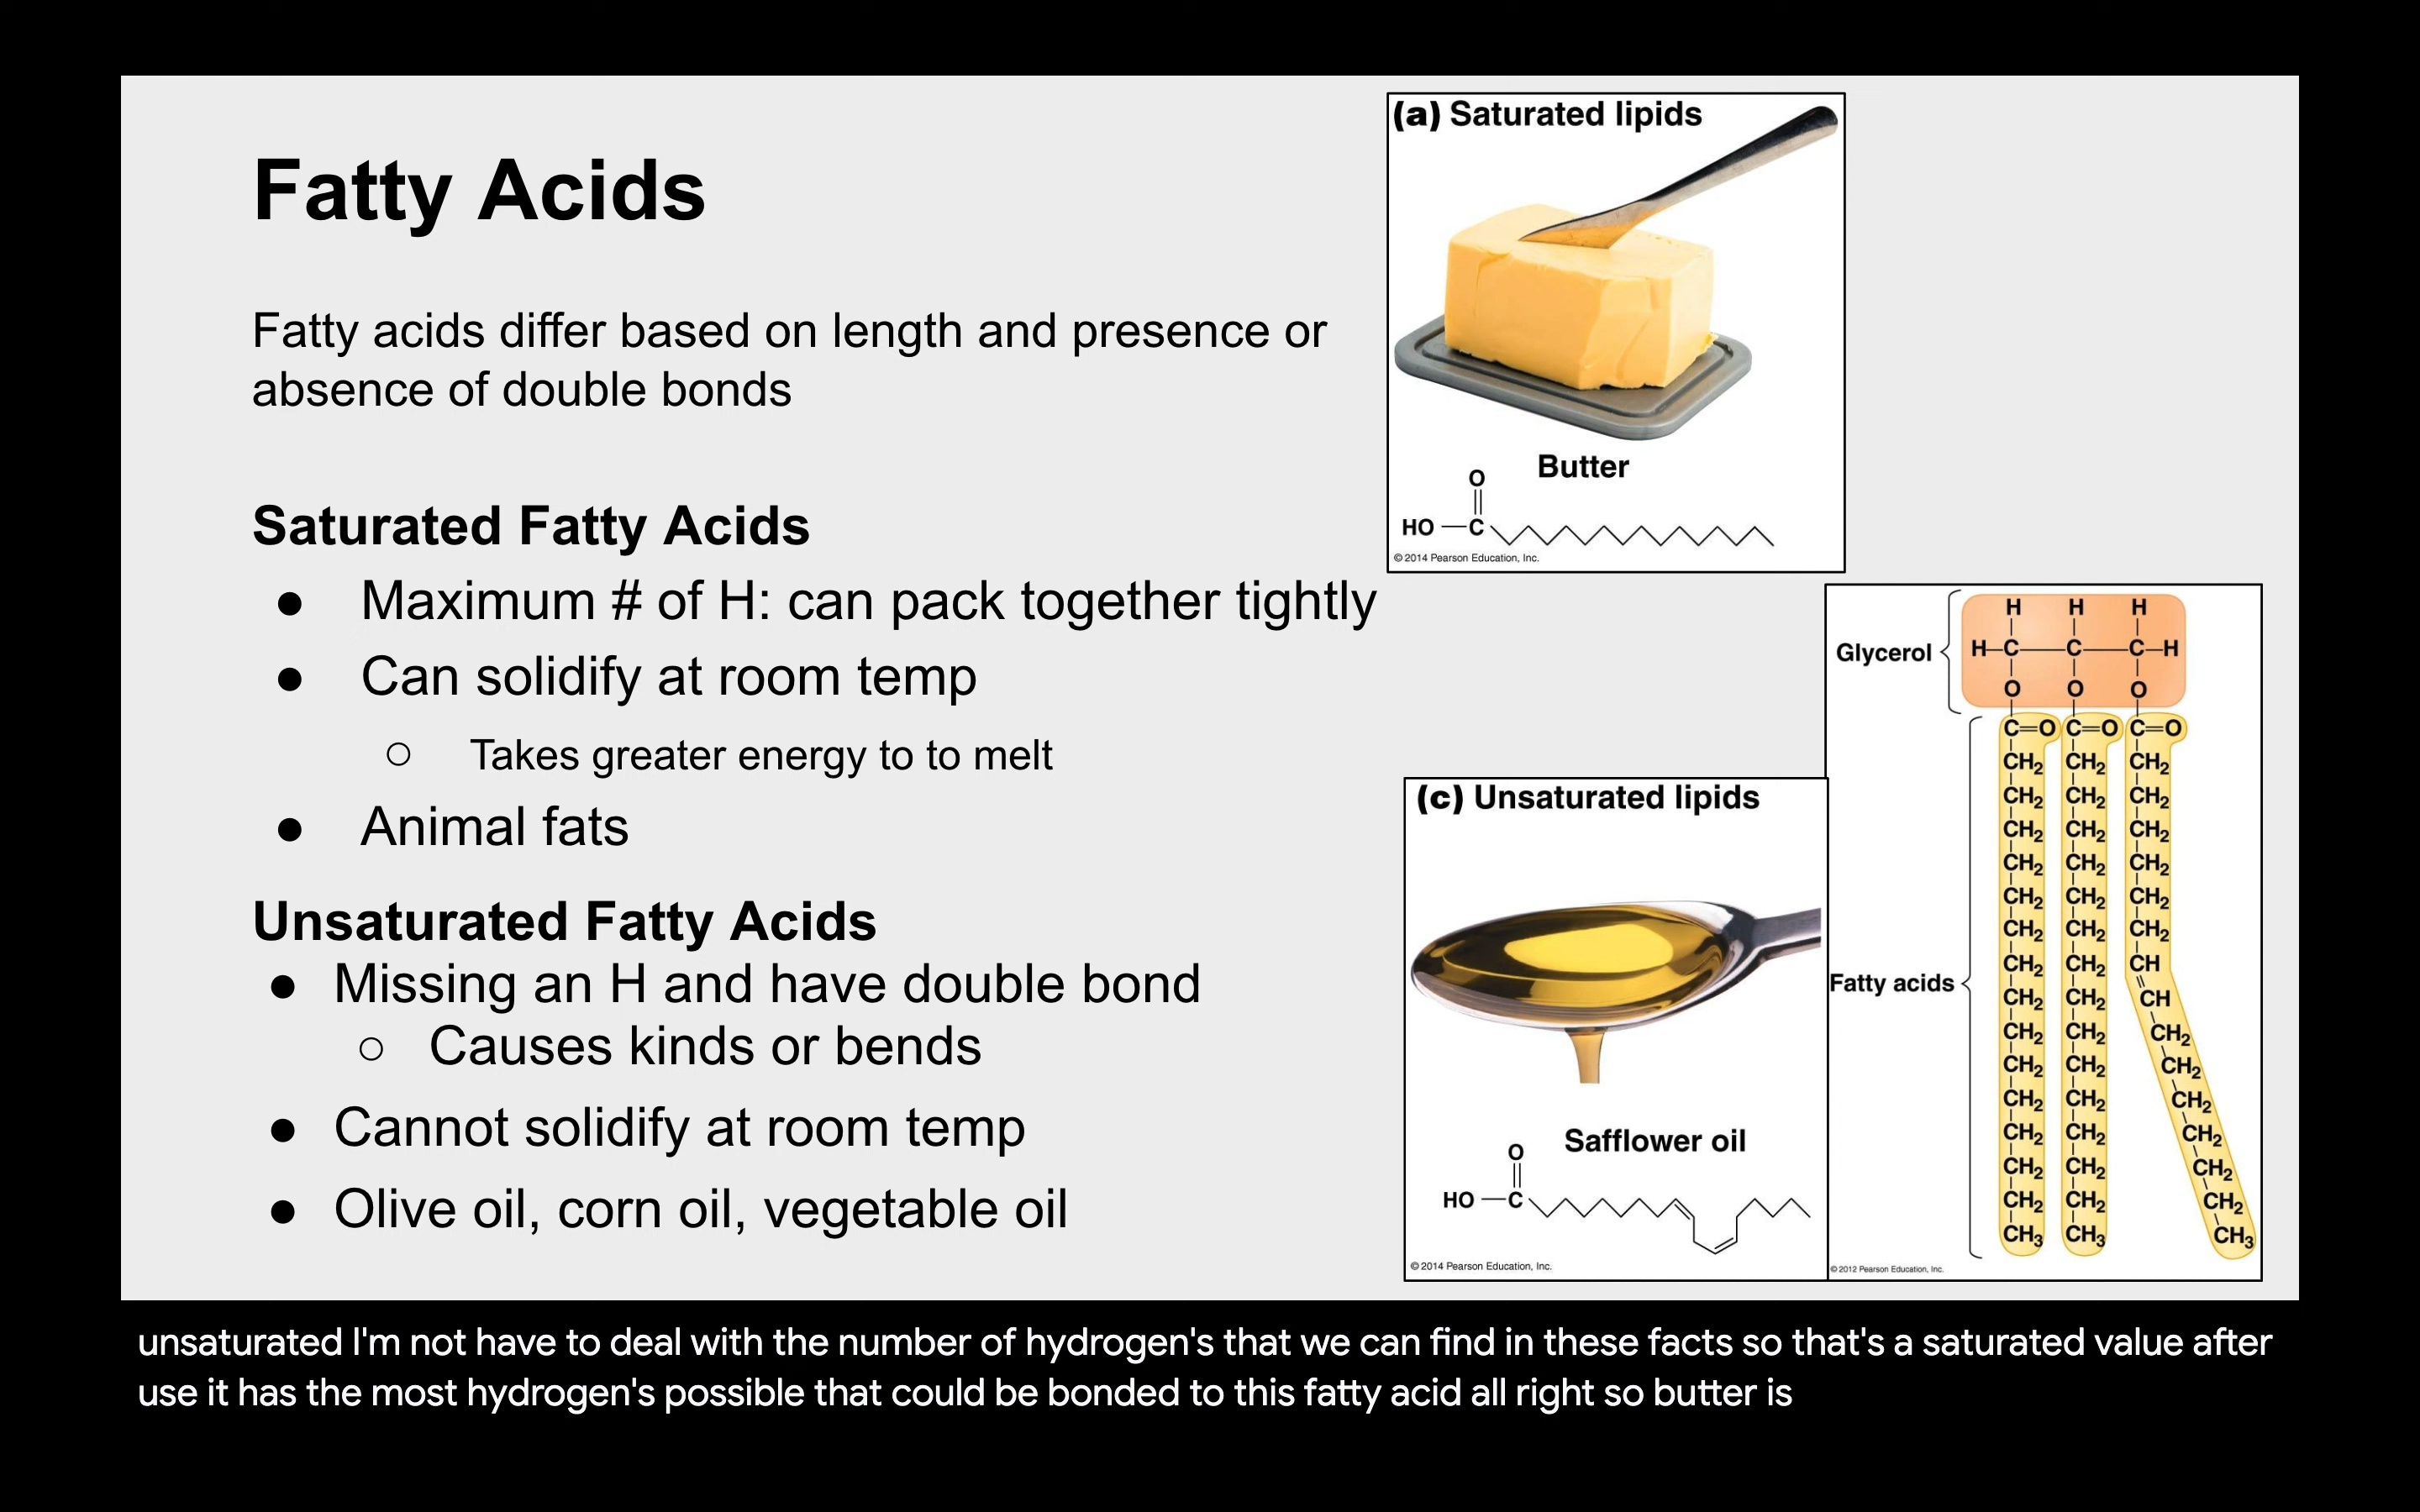 Fatty Acids
Fatty acids differ based on length and presence or
absence of double bonds
Saturated Fatty Acids
● Maximum # of H: can pack together tightly
● Can solidify at room temp
○ Takes greater energy to to melt
● Animal fats
Unsaturated Fatty Acids
● Missing an H and have double bond
○ Causes kinds or bends
● Cannot solidify at room temp
● Olive oil, corn oil, vegetable oil
(a) Saturated lipids
Butter
O
HO C
© 2014 Pearson Education, Inc.
(c) Unsaturated lipids
Safflower oil
O
HO C
© 2014 Pearson Education, Inc.
H H H
Glycerol
H–C C C–H
O O O
C=O C=O C=O
CH₂ CH₂ CH₂
CH₂ CH₂ CH₂
CH₂ CH₂ CH₂
CH₂ CH₂ CH₂
CH₂ CH₂ CH₂
CH₂ CH₂ CH₂
CH₂ CH₂ CH
Fatty acids
CH₂ CH₂ CH
CH₂ CH₂ CH₂
CH₂ CH₂ CH₂
CH₂ CH₂ CH₂
CH₂ CH₂ CH₂
CH₂ CH₂ CH₂
CH₂ CH₂ CH₂
CH₃ CH₃ CH₃
© 2012 Pearson Education, Inc.
unsaturated I'm not have to deal with the number of hydrogen's that we can find in these facts so that's a saturated value after
use it has the most hydrogen's possible that could be bonded to this fatty acid all right so butter is